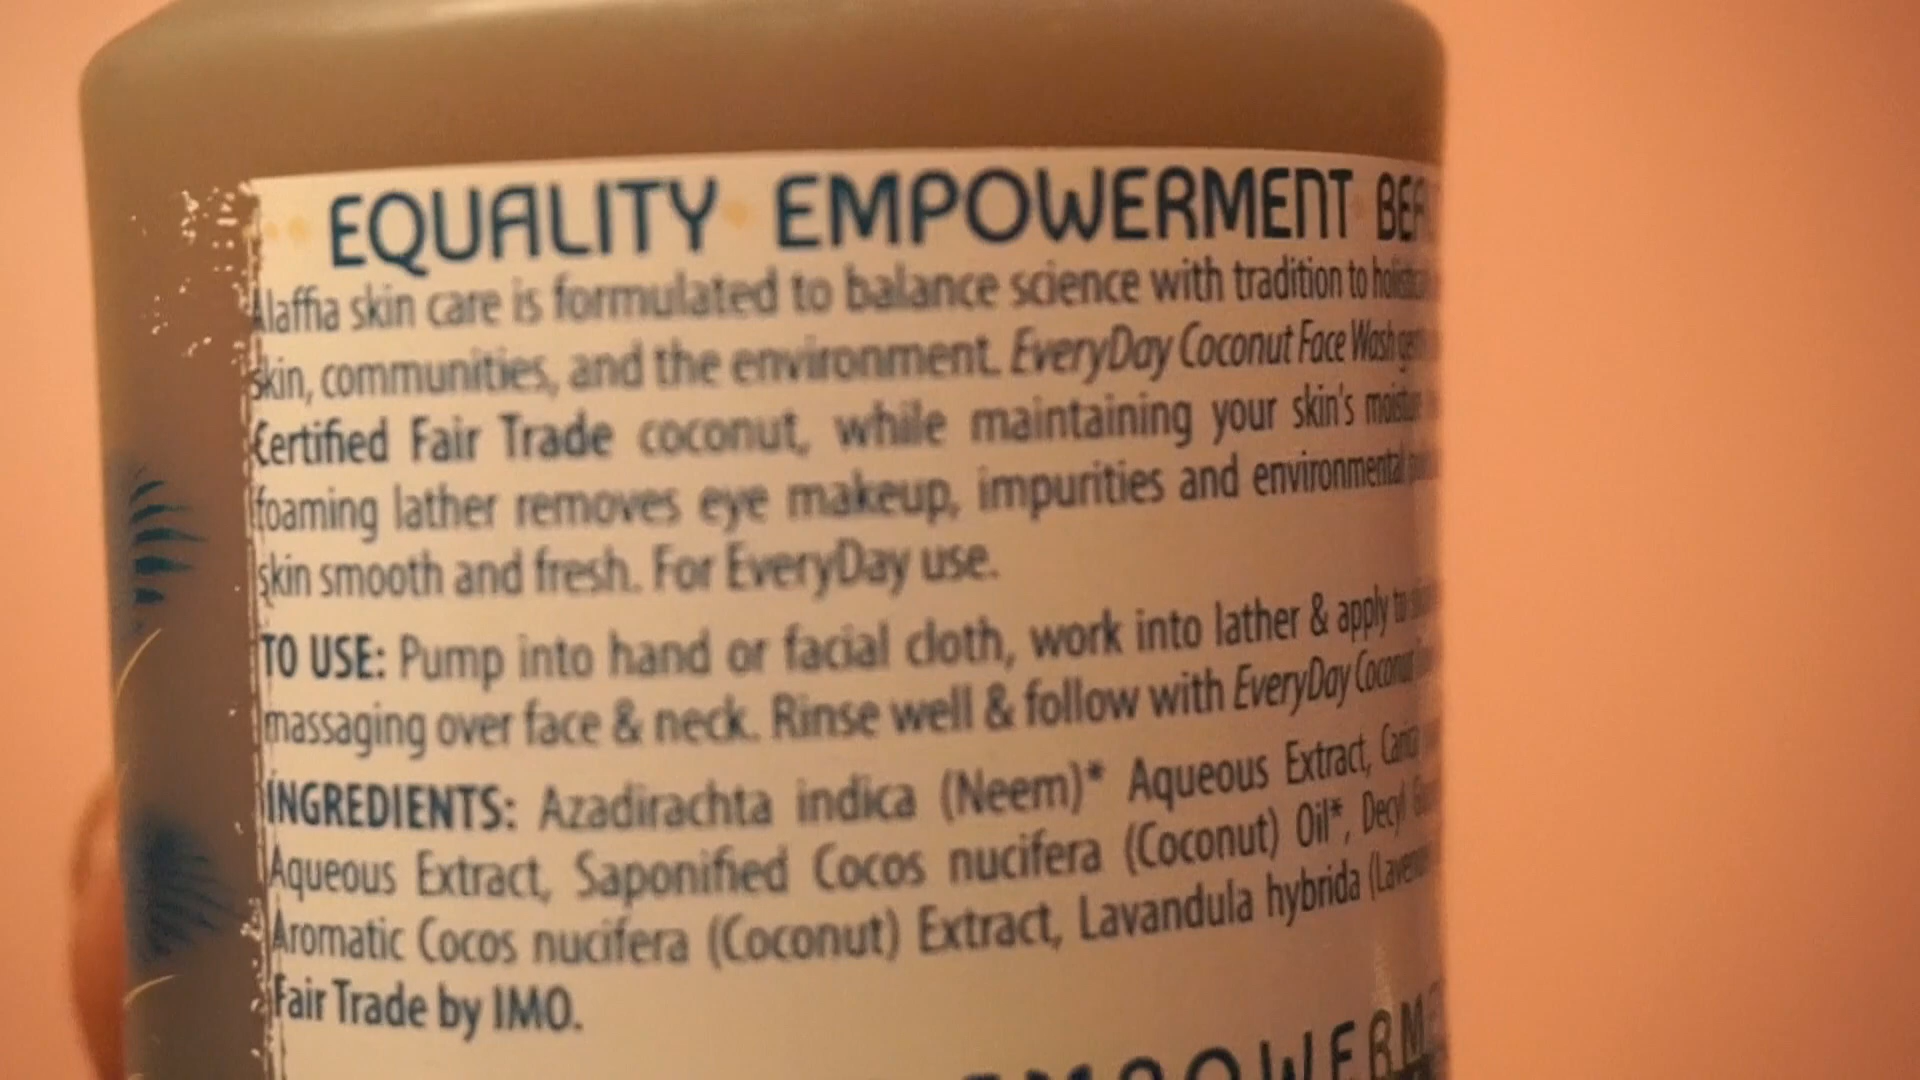 EQUALITY EMPOWERMENT
Alaffia skin care is formulated to balance science with tradition to
skin, communities, and the environment. EveryDay Coconut Face Wash
Certified Fair Trade coconut, while maintaining your skin's
foaming lather removes eye makeup, impurities and environmental
skin smooth and fresh. For EveryDay use.
TO USE: Pump into hand or facial cloth, work into lather & apply to
massaging over face & neck. Rinse well & follow with EveryDay Coconut
INGREDIENTS: Azadirachta indica (Neem)* Aqueous Extract,
Aqueous Extract, Saponified Cocos nucifera (Coconut) Oil*, Decyl
Aromatic Cocos nucifera (Coconut) Extract, Lavandula hybrida
Fair Trade by IMO.